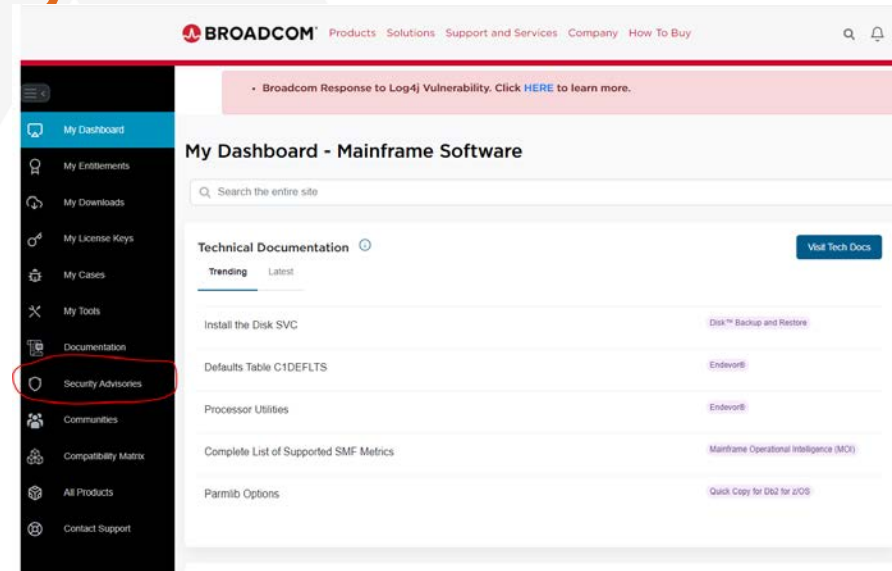 BROADCOM Products Solutions Support and Services Company How To Buy
• Broadcom Response to Log4j Vulnerability. Click HERE to learn more.
My Dashboard
My Entitlements
My Downloads
My License Keys
My Cases
My Tools
Documentation
Security Advisories
Communities
Compatibility Matrix
All Products
Contact Support
My Dashboard - Mainframe Software
Search the entire site
Technical Documentation
Visit Tech Docs
Trending Latest
Install the Disk SVC Disk™ Backup and Restore
Defaults Table C1DEFLTS Endevor®
Processor Utilities Endevor®
Complete List of Supported SMF Metrics Mainframe Operational Intelligence (MOI)
Parmlib Options Quick Copy for Db2 for z/OS